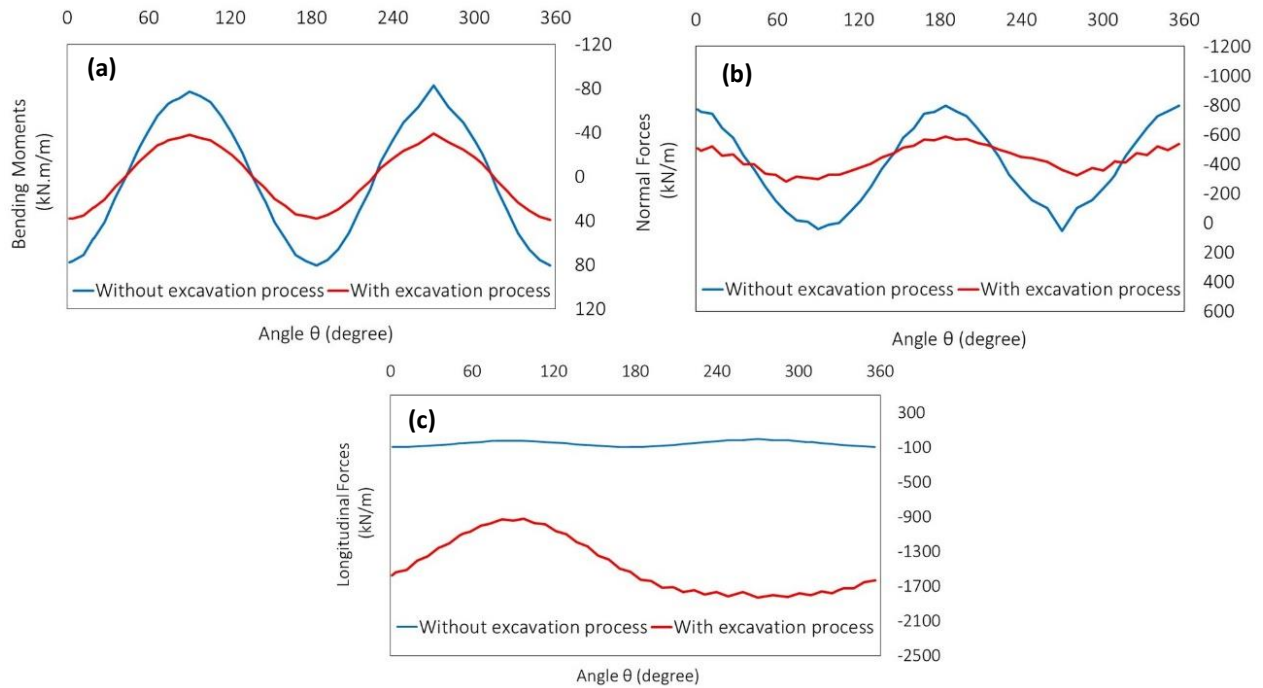 0 60 120 180 240 300 360
(a)
-120
-80
-40
0
40
80
120
Bending Moments
(kN.m/m)
Without excavation process With excavation process
Angle θ (degree)
0 60 120 180 240 300 360
(b)
-1200
-1000
-800
-600
-400
-200
0
200
400
600
Normal Forces
(kN/m)
Without excavation process With excavation process
Angle θ (degree)
0 60 120 180 240 300 360
(c)
300
-100
-500
-900
-1300
-1700
-2100
-2500
Longitudinal Forces
(kN/m)
Without excavation process With excavation process
Angle θ (degree)